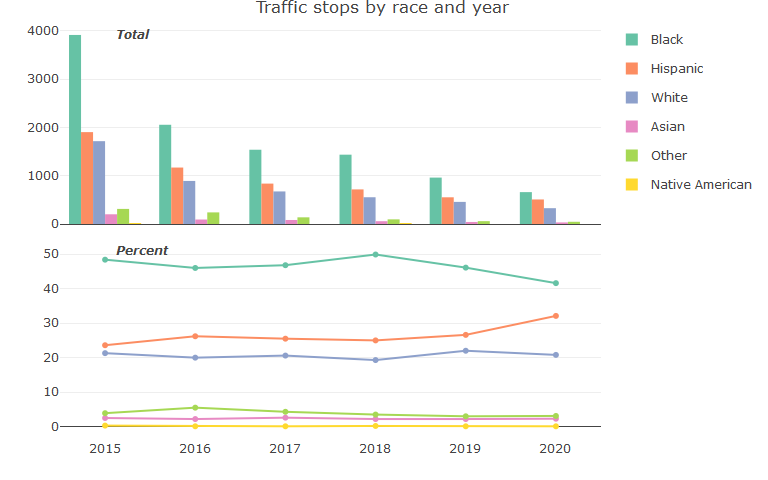 Traffic stops by race and year
Total
4000
3000
2000
1000
0
Black
Hispanic
White
Asian
Other
Native American
Percent
50
40
30
20
10
0
2015 2016 2017 2018 2019 2020